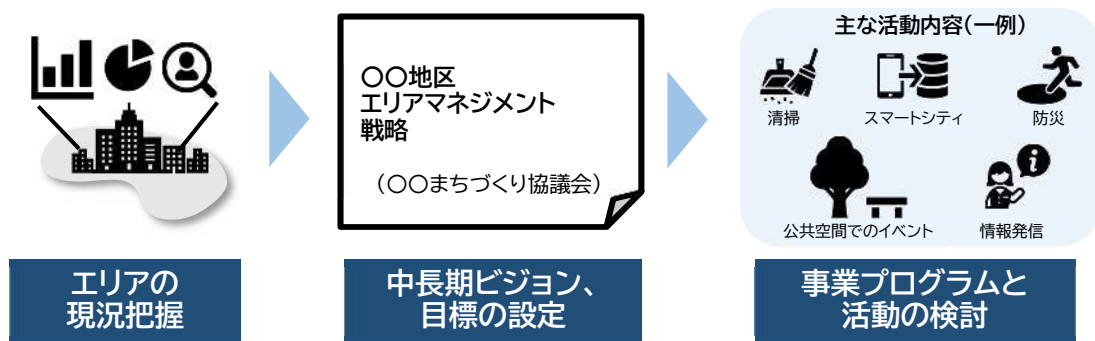 主な活動内容(一例)
〇〇地区
エリアマネジメント
戦略
(〇〇まちづくり協議会)
清掃
スマートシティ
防災
公共空間でのイベント
情報発信
エリアの
現況把握
中長期ビジョン、
目標の設定
事業プログラムと
活動の検討